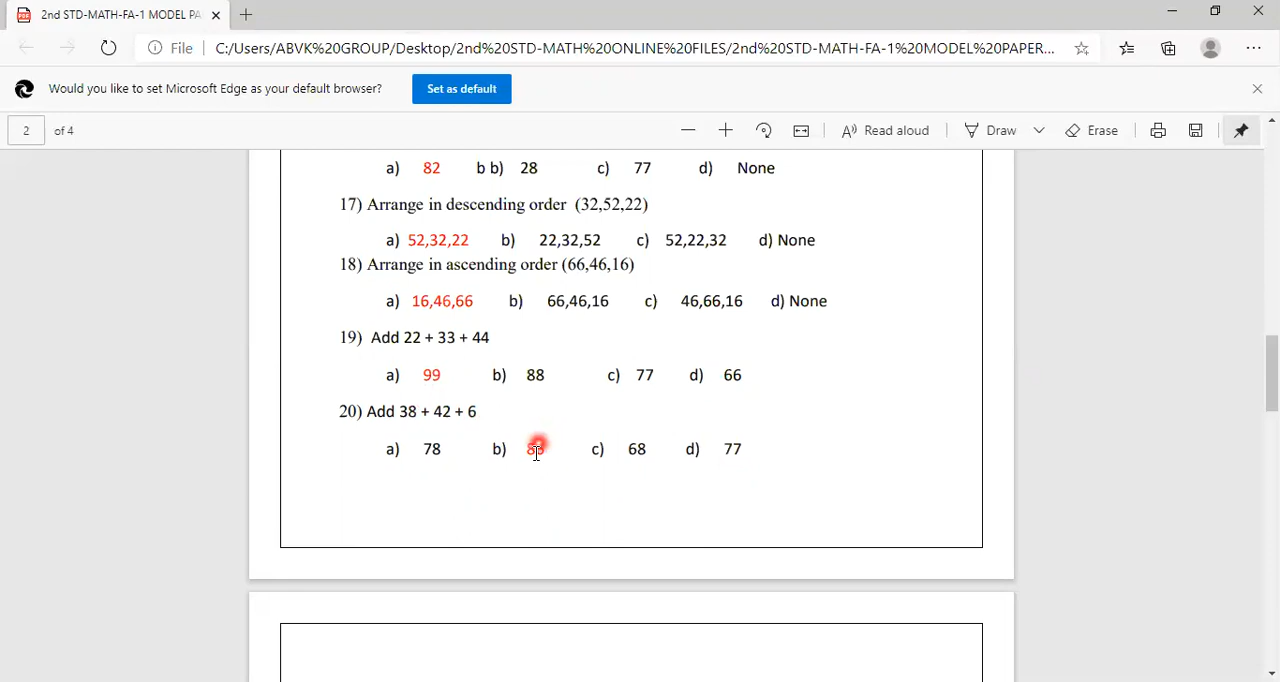 2nd STD-MATH-FA-1 MODEL PA
File C:/Users/ABVK%20GROUP/Desktop/2nd%20STD-MATH%20ONLINE%20FILES/2nd%20STD-MATH-FA-1%20MODEL%20PAPER...
Would you like to set Microsoft Edge as your default browser? Set as default
2 of 4 Read aloud Draw Erase
a) 82 b b) 28 c) 77 d) None
17) Arrange in descending order (32,52,22)
a) 52,32,22 b) 22,32,52 c) 52,22,32 d) None
18) Arrange in ascending order (66,46,16)
a) 16,46,66 b) 66,46,16 c) 46,66,16 d) None
19) Add 22 + 33 + 44
a) 99 b) 88 c) 77 d) 66
20) Add 38 + 42 + 6
a) 78 b) c) 68 d) 77